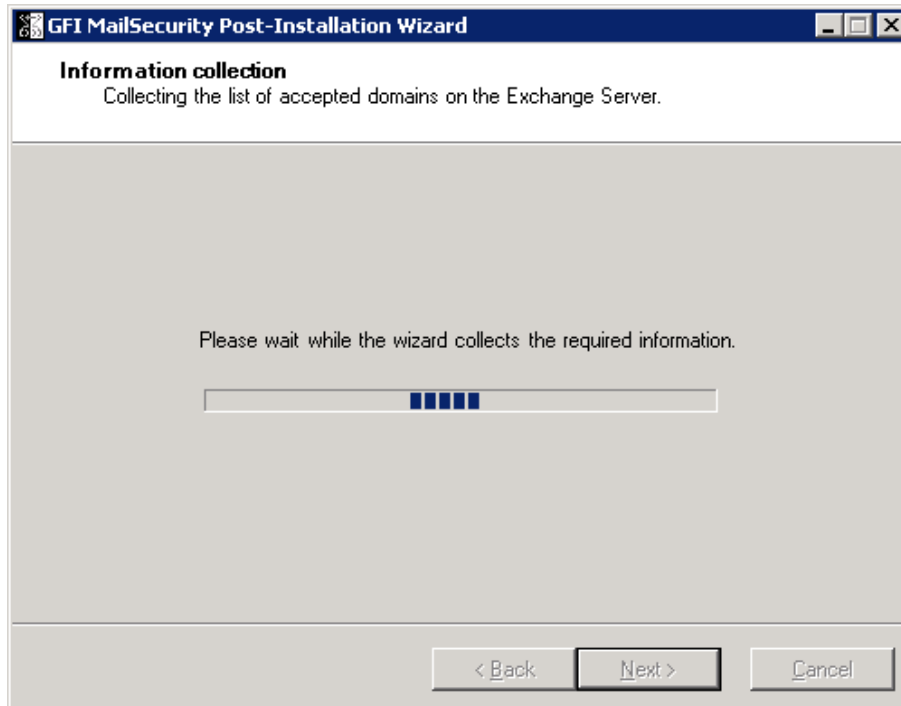 GFI MailSecurity Post-Installation Wizard
Information collection
Collecting the list of accepted domains on the Exchange Server.
Please wait while the wizard collects the required information.
< Back
Next >
Cancel